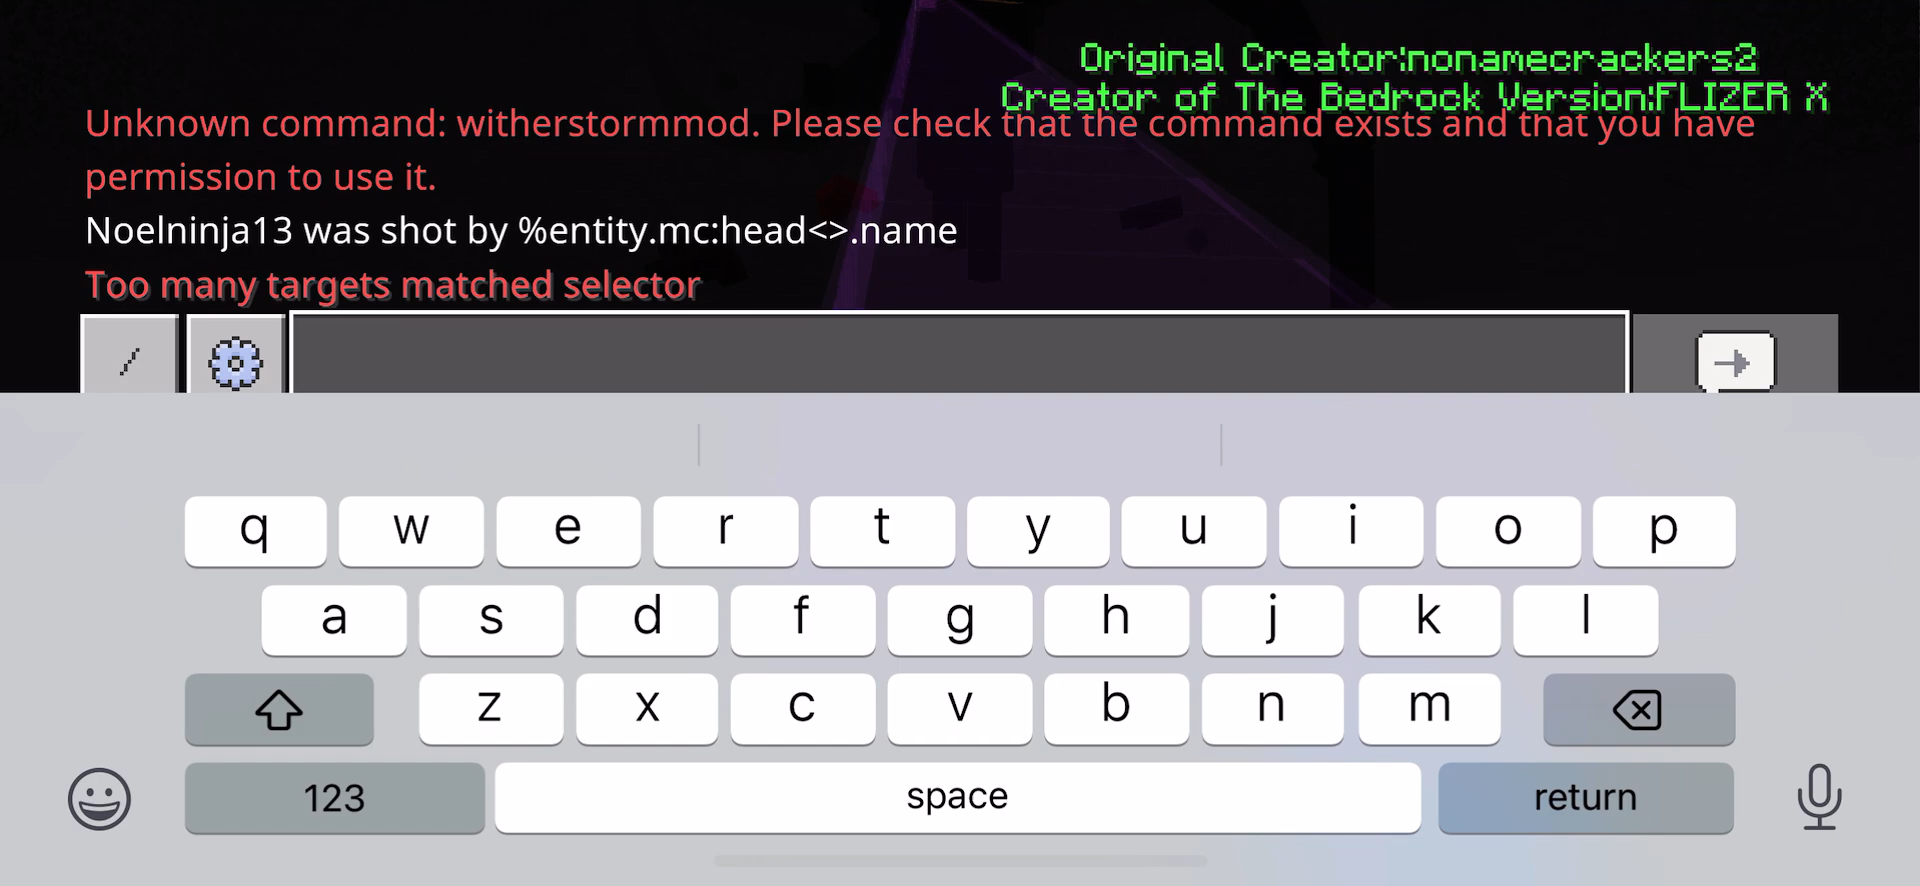 Original Creator:nonamecrackers2
Creator of The Bedrock Version:FLIZER X
Unknown command: witherstormmod. Please check that the command exists and that you have
permission to use it.
Noelninja13 was shot by %entity.mc:head<>.name
Too many targets matched selector
/
q w e r t y u i o p
a s d f g h j k l
z x c v b n m
123 space return